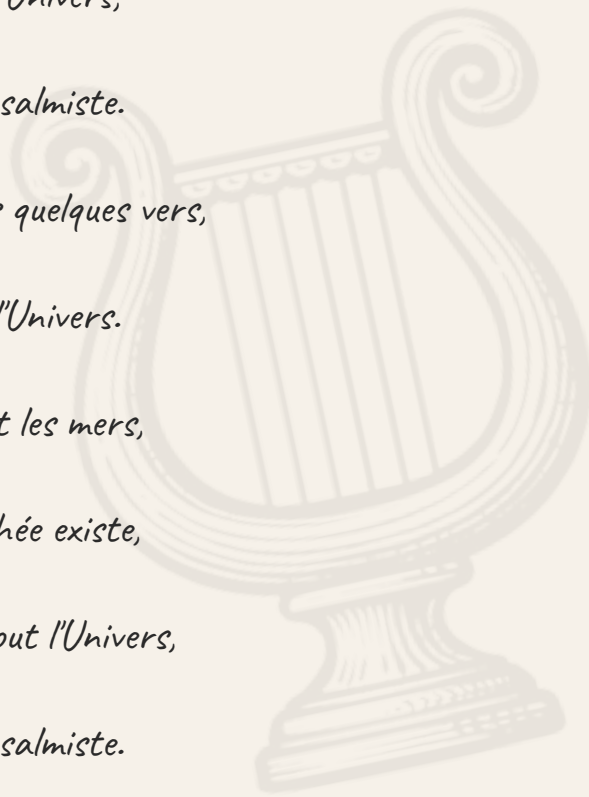 Univers,
salmiste.
quelques vers,
l'Univers.
t les mers,
hée existe,
out l'Univers,
salmiste.